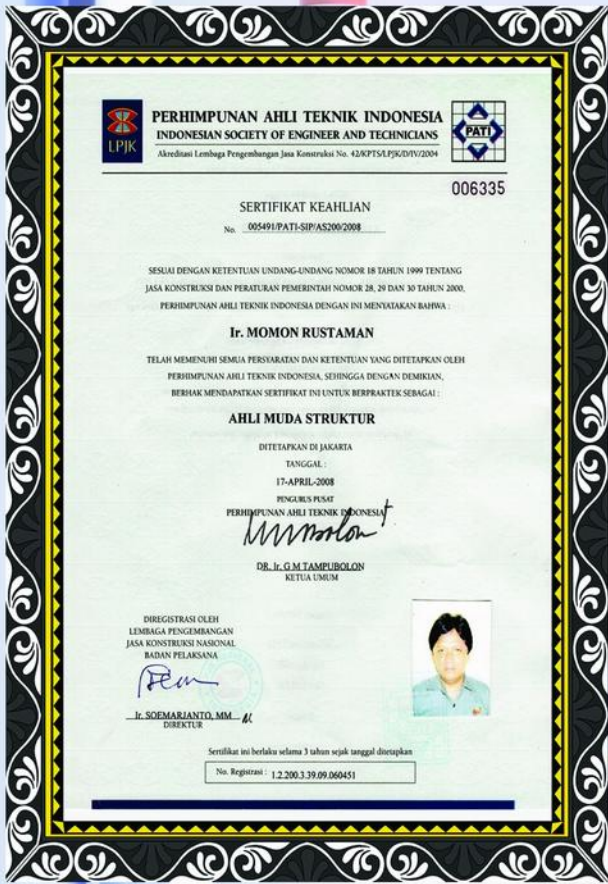 LPJK
PERHIMPUNAN AHLI TEKNIK INDONESIA
INDONESIAN SOCIETY OF ENGINEER AND TECHNICIANS
Akreditasi Lembaga Pengembangan Jasa Konstruksi No. 42/KPTS/LPJK/D/IV/2004
PATI
006335
SERTIFIKAT KEAHLIAN
No. 005491/PATI-SIP/AS200/2008
SESUAI DENGAN KETENTUAN UNDANG-UNDANG NOMOR 18 TAHUN 1999 TENTANG
JASA KONSTRUKSI DAN PERATURAN PEMERINTAH NOMOR 28, 29 DAN 30 TAHUN 2000,
PERHIMPUNAN AHLI TEKNIK INDONESIA DENGAN INI MENYATAKAN BAHWA :
Ir. MOMON RUSTAMAN
TELAH MEMENUHI SEMUA PERSYARATAN DAN KETENTUAN YANG DITETAPKAN OLEH
PERHIMPUNAN AHLI TEKNIK INDONESIA, SEHINGGA DENGAN DEMIKIAN,
BERHAK MENDAPATKAN SERTIFIKAT INI UNTUK BERPRAKTEK SEBAGAI :
AHLI MUDA STRUKTUR
DITETAPKAN DI JAKARTA
TANGGAL :
17-APRIL-2008
PENGURUS PUSAT
PERHIMPUNAN AHLI TEKNIK INDONESIA
DR. Ir. G M TAMPUBOLON
KETUA UMUM
DIREGISTRASI OLEH
LEMBAGA PENGEMBANGAN
JASA KONSTRUKSI NASIONAL
BADAN PELAKSANA
Ir. SOEMARJANTO, MM
DIREKTUR
Sertifikat ini berlaku selama 3 tahun sejak tanggal ditetapkan
No. Registrasi : 1.2.200.3.39.09.060451